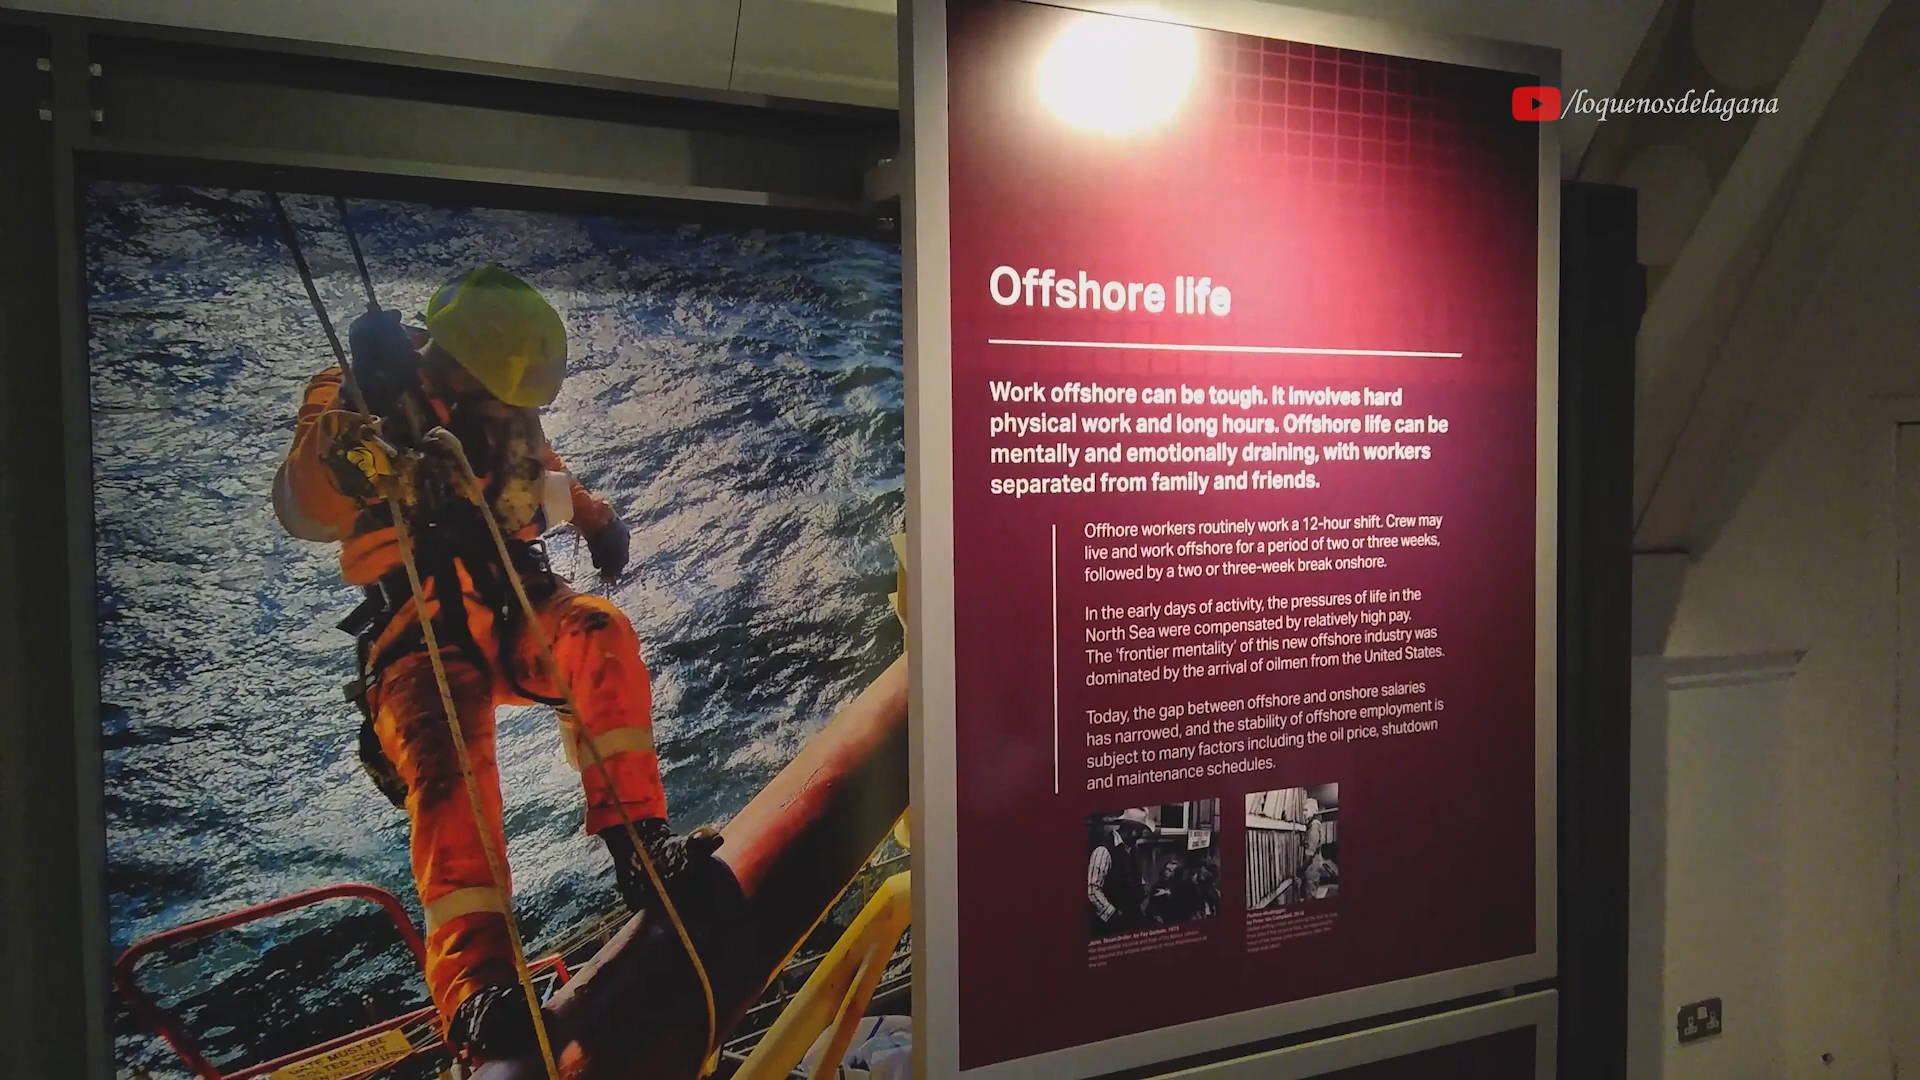 /loquenosdelagana
Offshore life
Work offshore can be tough. It involves hard
physical work and long hours. Offshore life can be
mentally and emotionally draining, with workers
separated from family and friends.
Offhore workers routinely work a 12-hour shift. Crew may
live and work offshore for a period of two or three weeks,
followed by a two or three-week break onshore.
In the early days of activity, the pressures of life in the
North Sea were compensated by relatively high pay.
The 'frontier mentality' of this new offshore industry was
dominated by the arrival of oilmen from the United States.
Today, the gap between offshore and onshore salaries
has narrowed, and the stability of offshore employment is
subject to many factors including the oil price, shutdown
and maintenance schedules.
GATE MUST BE